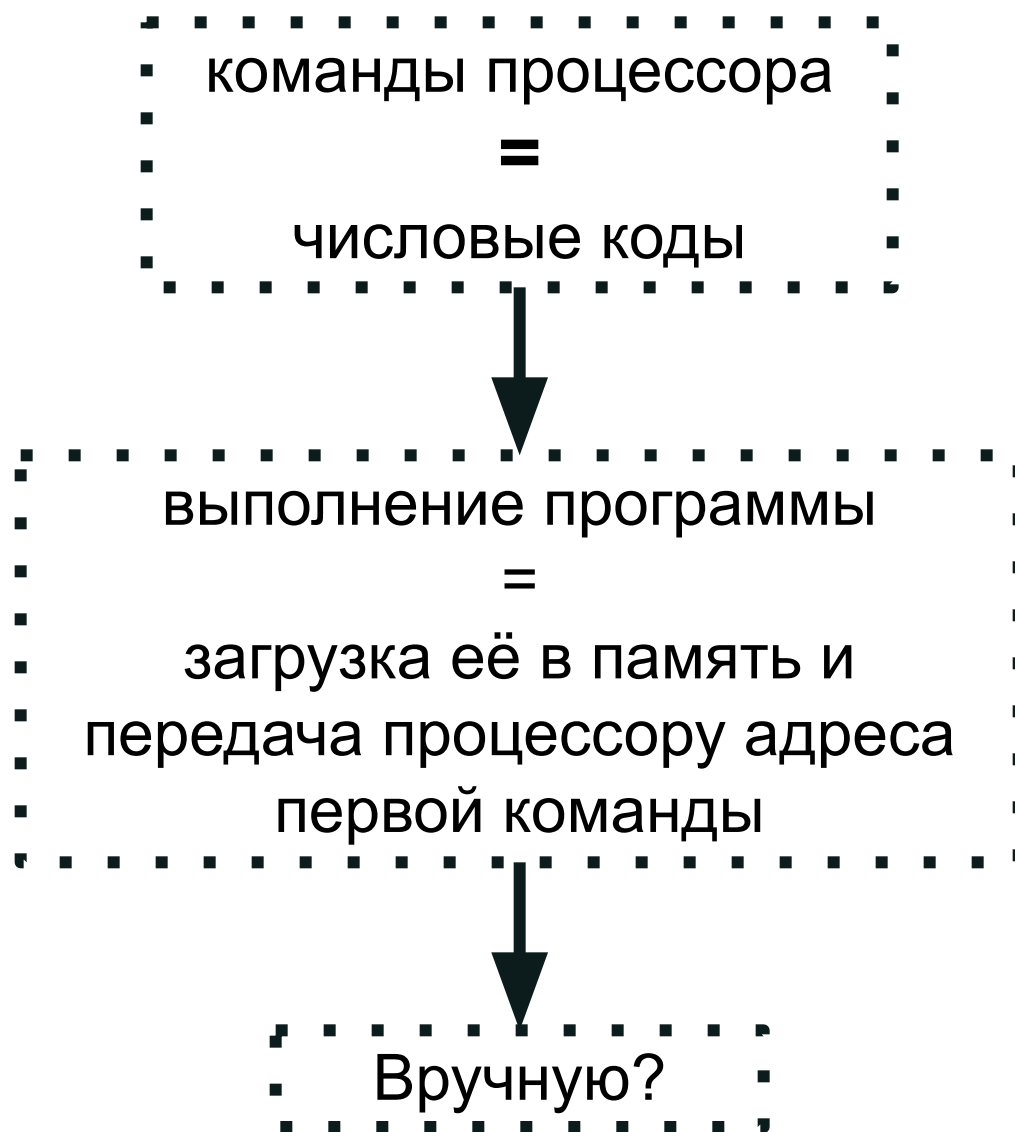 команды процессора
=
числовые коды
выполнение программы
=
загрузка её в память и
передача процессору адреса
первой команды
Вручную?